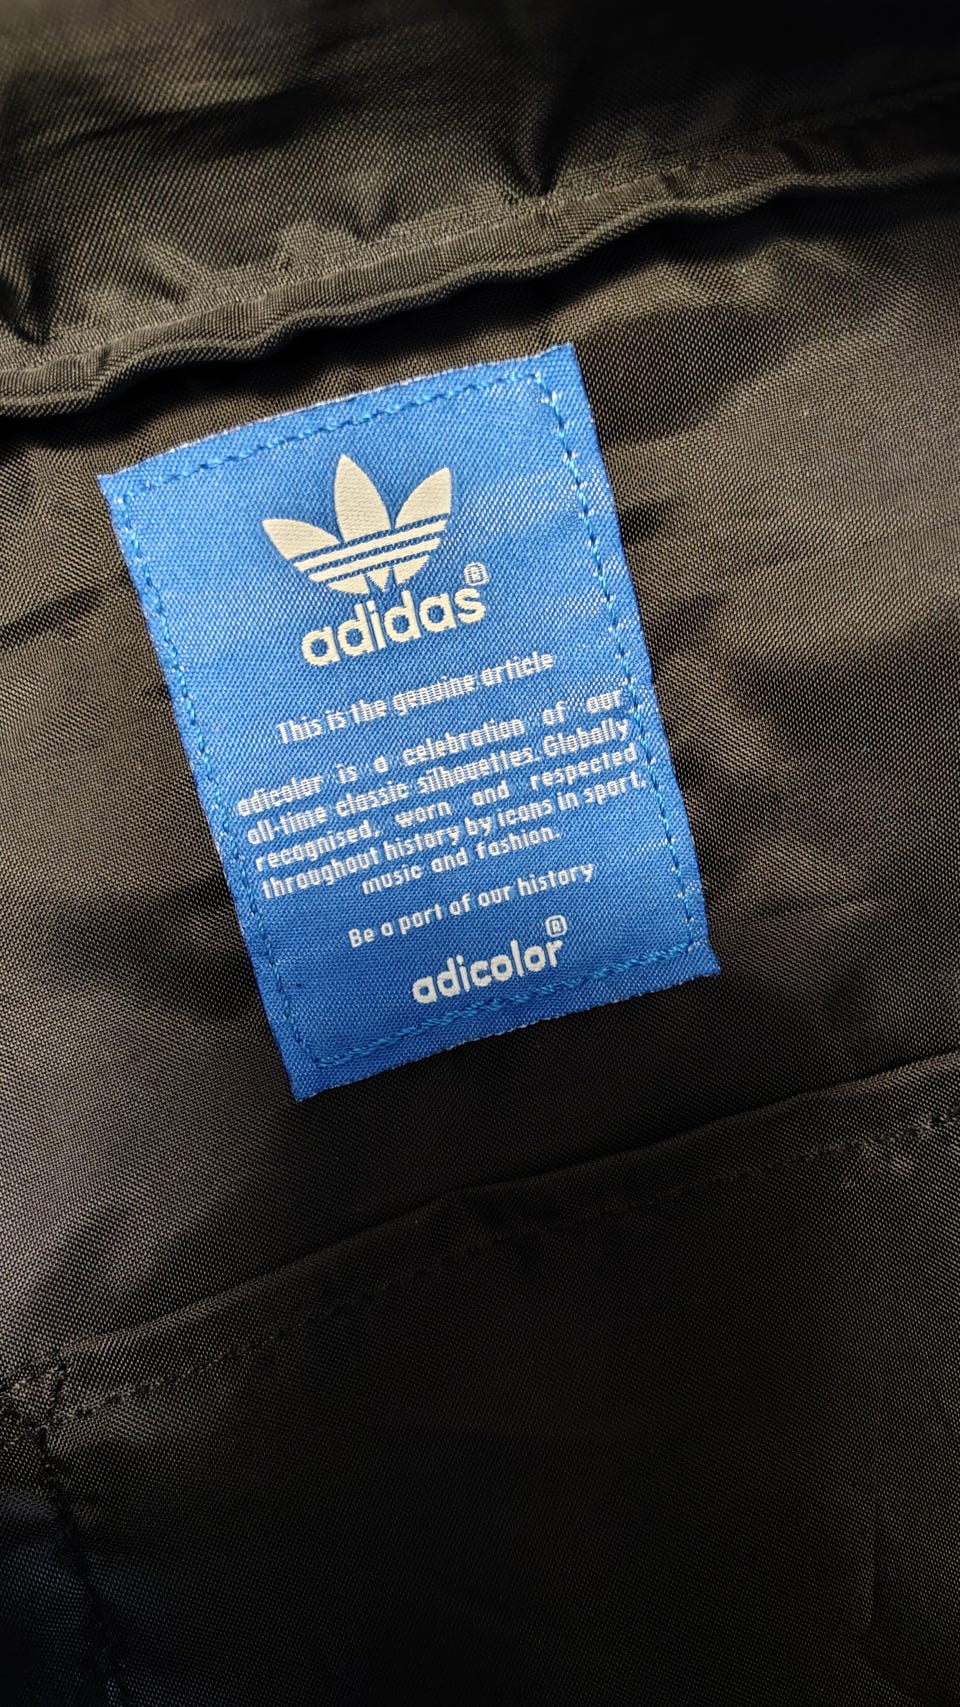 adidas®
This is the genuine article
adicolor is a celebration of our
all-time classic silhouettes. Globally
recognised, worn and respected
throughout history by icons in sport,
music and fashion.
Be a part of our history
adicolor®